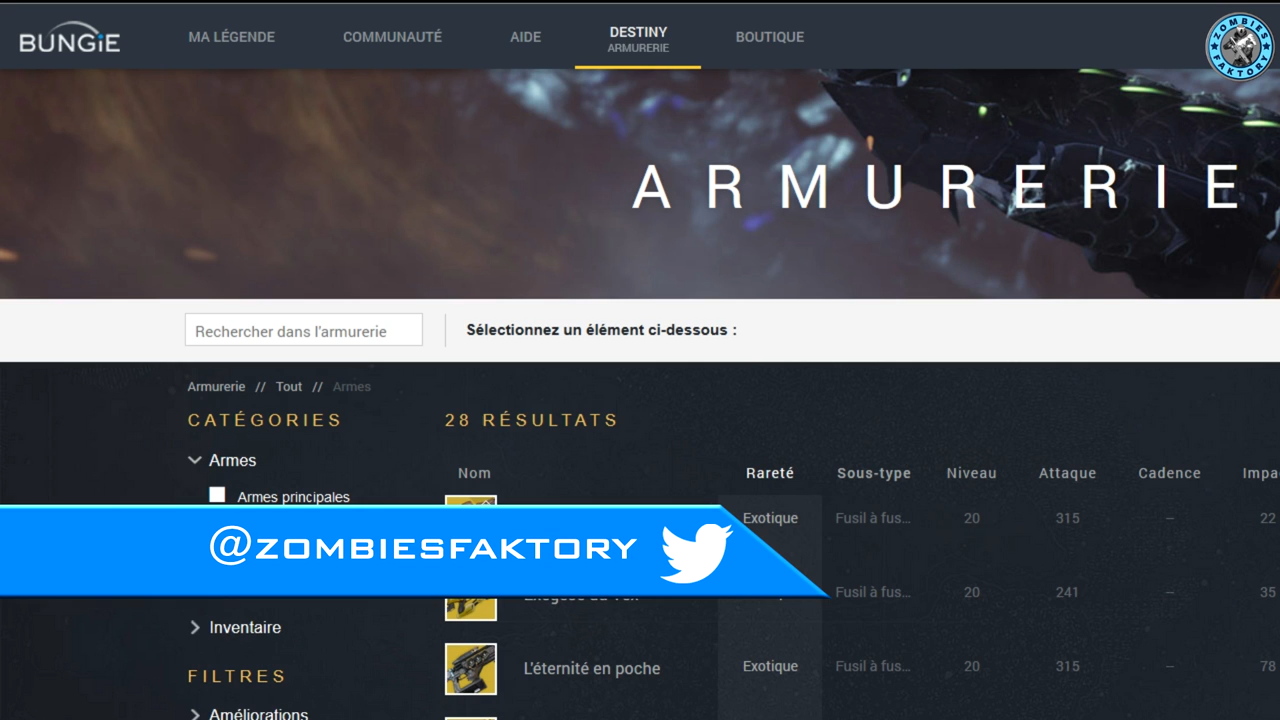 BUNGiE
MA LÉGENDE
COMMUNAUTÉ
AIDE
DESTINY
ARMURERIE
BOUTIQUE
ZOMBIES
FAKTORY
ARMURERIE
Rechercher dans l'armurerie
Sélectionnez un élément ci-dessous :
Armurerie // Tout // Armes
CATÉGORIES
28 RÉSULTATS
Armes
Nom Rareté Sous-type Niveau Attaque Cadence Impa
Armes principales
Exotique Fusil à fus... 20 315 – 22
@ZOMBIESFAKTORY
Fusil à fus... 20 241 – 35
Inventaire
L'éternité en poche Exotique Fusil à fus... 20 315 – 78
FILTRES
Améliorations